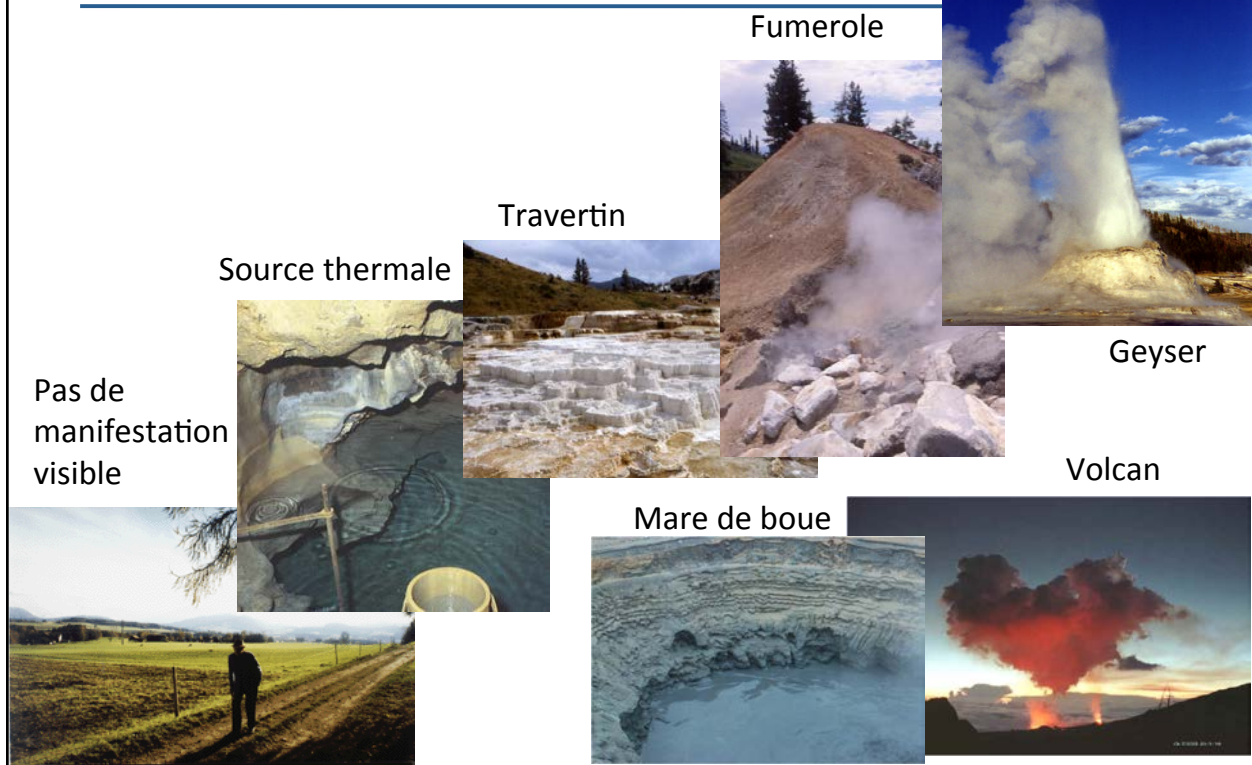 Fumerole
Travertin
Source thermale
Geyser
Pas de
manifestation
visible
Volcan
Mare de boue